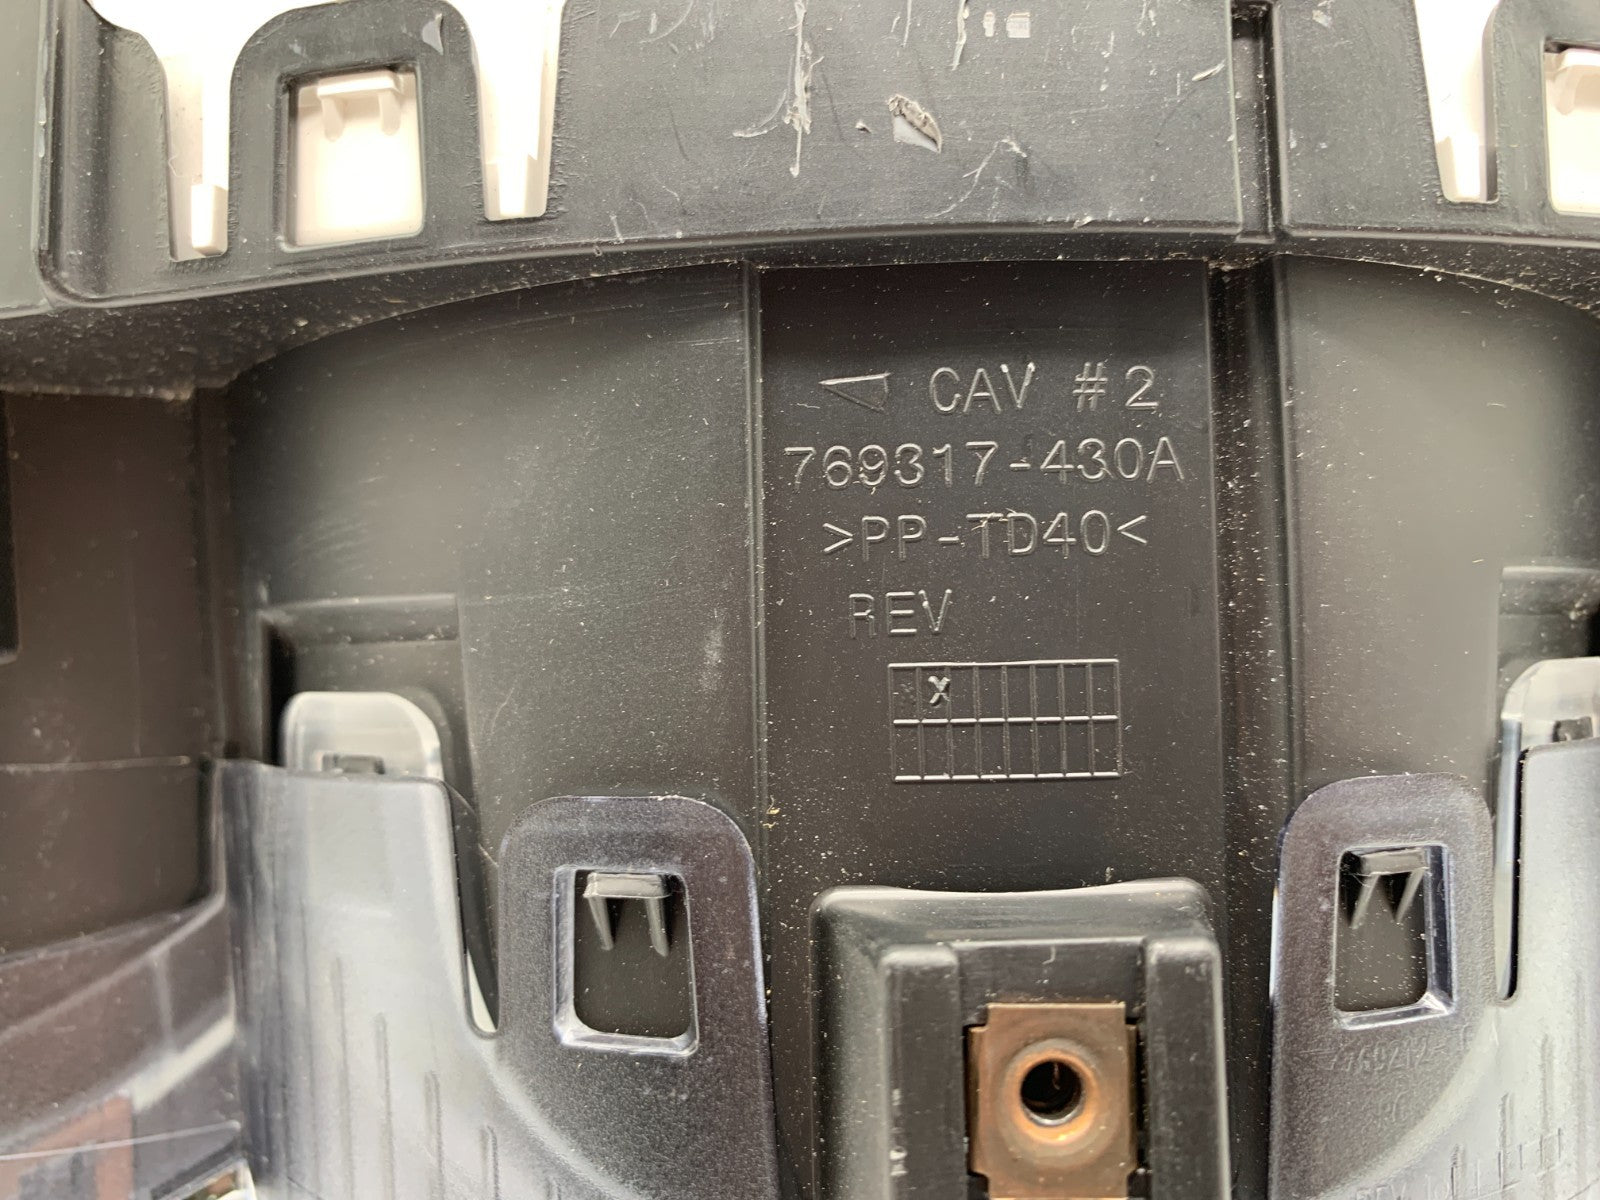 CAV #2
769317-430A
>PP-TD40<
REV
X